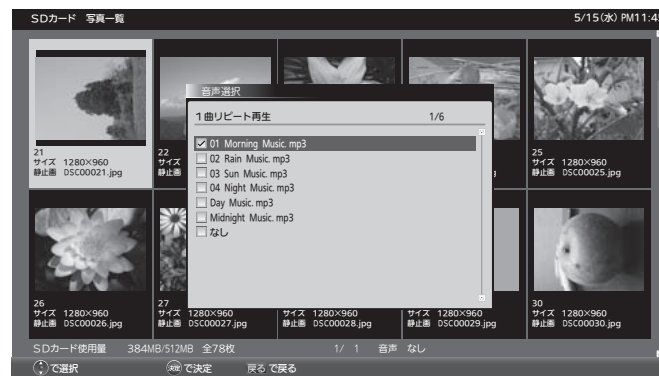 SDカード 写真一覧
5/15(水) PM11:4
音声選択
1曲リピート再生
1/6
01 Morning Music.mp3
02 Rain Music.mp3
03 Sun Music.mp3
04 Night Music.mp3
Day Music.mp3
Midnight Music.mp3
なし
21
サイズ 1280×960
静止画 DSC00021.jpg
22
サイズ
静止画
25
サイズ 1280×960
静止画 DSC00025.jpg
26
サイズ 1280×960
静止画 DSC00026.jpg
27
サイズ 1280×960
静止画 DSC00027.jpg
サイズ 1280×960
静止画 DSC00028.jpg
サイズ 1280×960
静止画 DSC00029.jpg
30
サイズ 1280×960
静止画 DSC00030.jpg
SDカード使用量 384MB/512MB 全78枚
1/ 1
音声 なし
で選択
決定 で決定
戻る で戻る